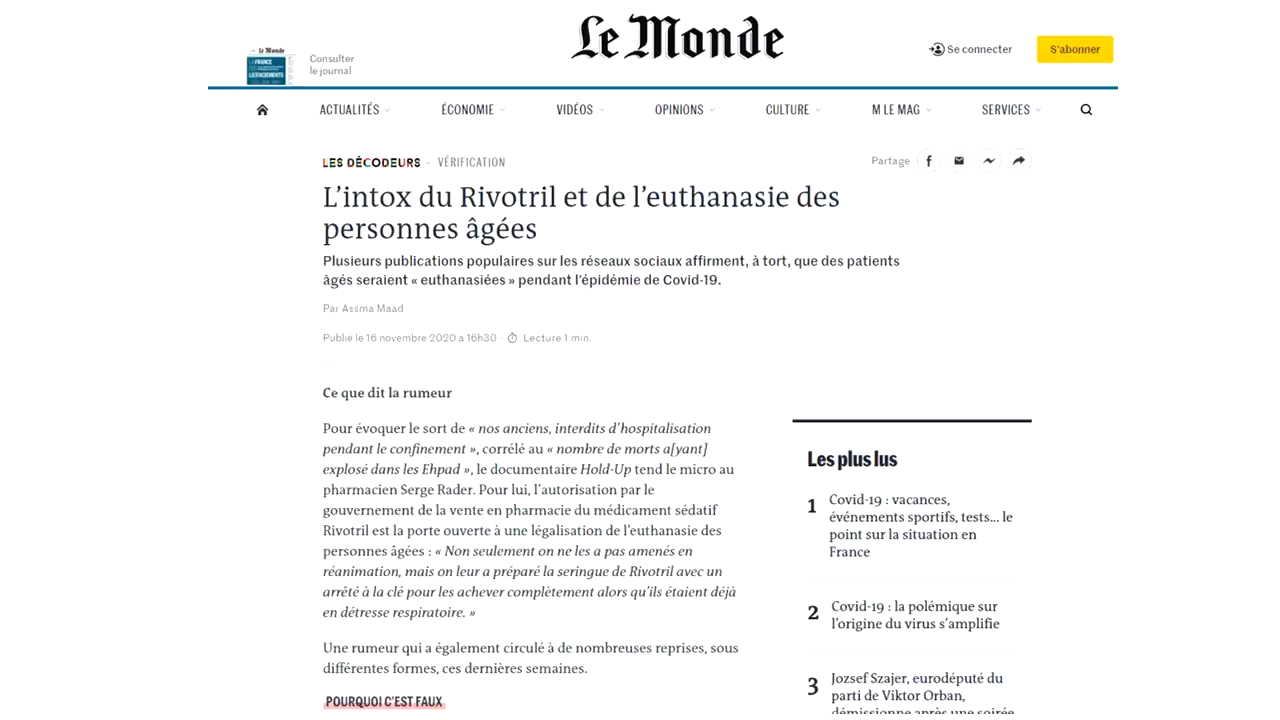 Le Monde
Consulter
le journal
Se connecter
S'abonner
ACTUALITÉS
ÉCONOMIE
VIDÉOS
OPINIONS
CULTURE
M LE MAG
SERVICES
LES DÉCODEURS - VÉRIFICATION
Partage
L’intox du Rivotril et de l’euthanasie des
personnes âgées
Plusieurs publications populaires sur les réseaux sociaux affirment, à tort, que des patients
âgés seraient « euthanasiées » pendant l’épidémie de Covid-19.
Par Assma Maad
Publié le 16 novembre 2020 à 16h30 · Lecture 1 min.
Ce que dit la rumeur
Pour évoquer le sort de « nos anciens, interdits d’hospitalisation
pendant le confinement », corrélé au « nombre de morts a[yant]
explosé dans les Ehpad », le documentaire Hold-Up tend le micro au
pharmacien Serge Rader. Pour lui, l’autorisation par le
gouvernement de la vente en pharmacie du médicament sédatif
Rivotril est la porte ouverte à une légalisation de l’euthanasie des
personnes âgées : « Non seulement on ne les a pas amenés en
réanimation, mais on leur a préparé la seringue de Rivotril avec un
arrêté à la clé pour les achever complètement alors qu’ils étaient déjà
en détresse respiratoire. »
Une rumeur qui a également circulé à de nombreuses reprises, sous
différentes formes, ces dernières semaines.
POURQUOI C’EST FAUX
Les plus lus
1 Covid-19 : vacances,
événements sportifs, tests… le
point sur la situation en
France
2 Covid-19 : la polémique sur
l’origine du virus s’amplifie
3 Jozsef Szajer, eurodéputé du
parti de Viktor Orban,
démissionne après une soirée